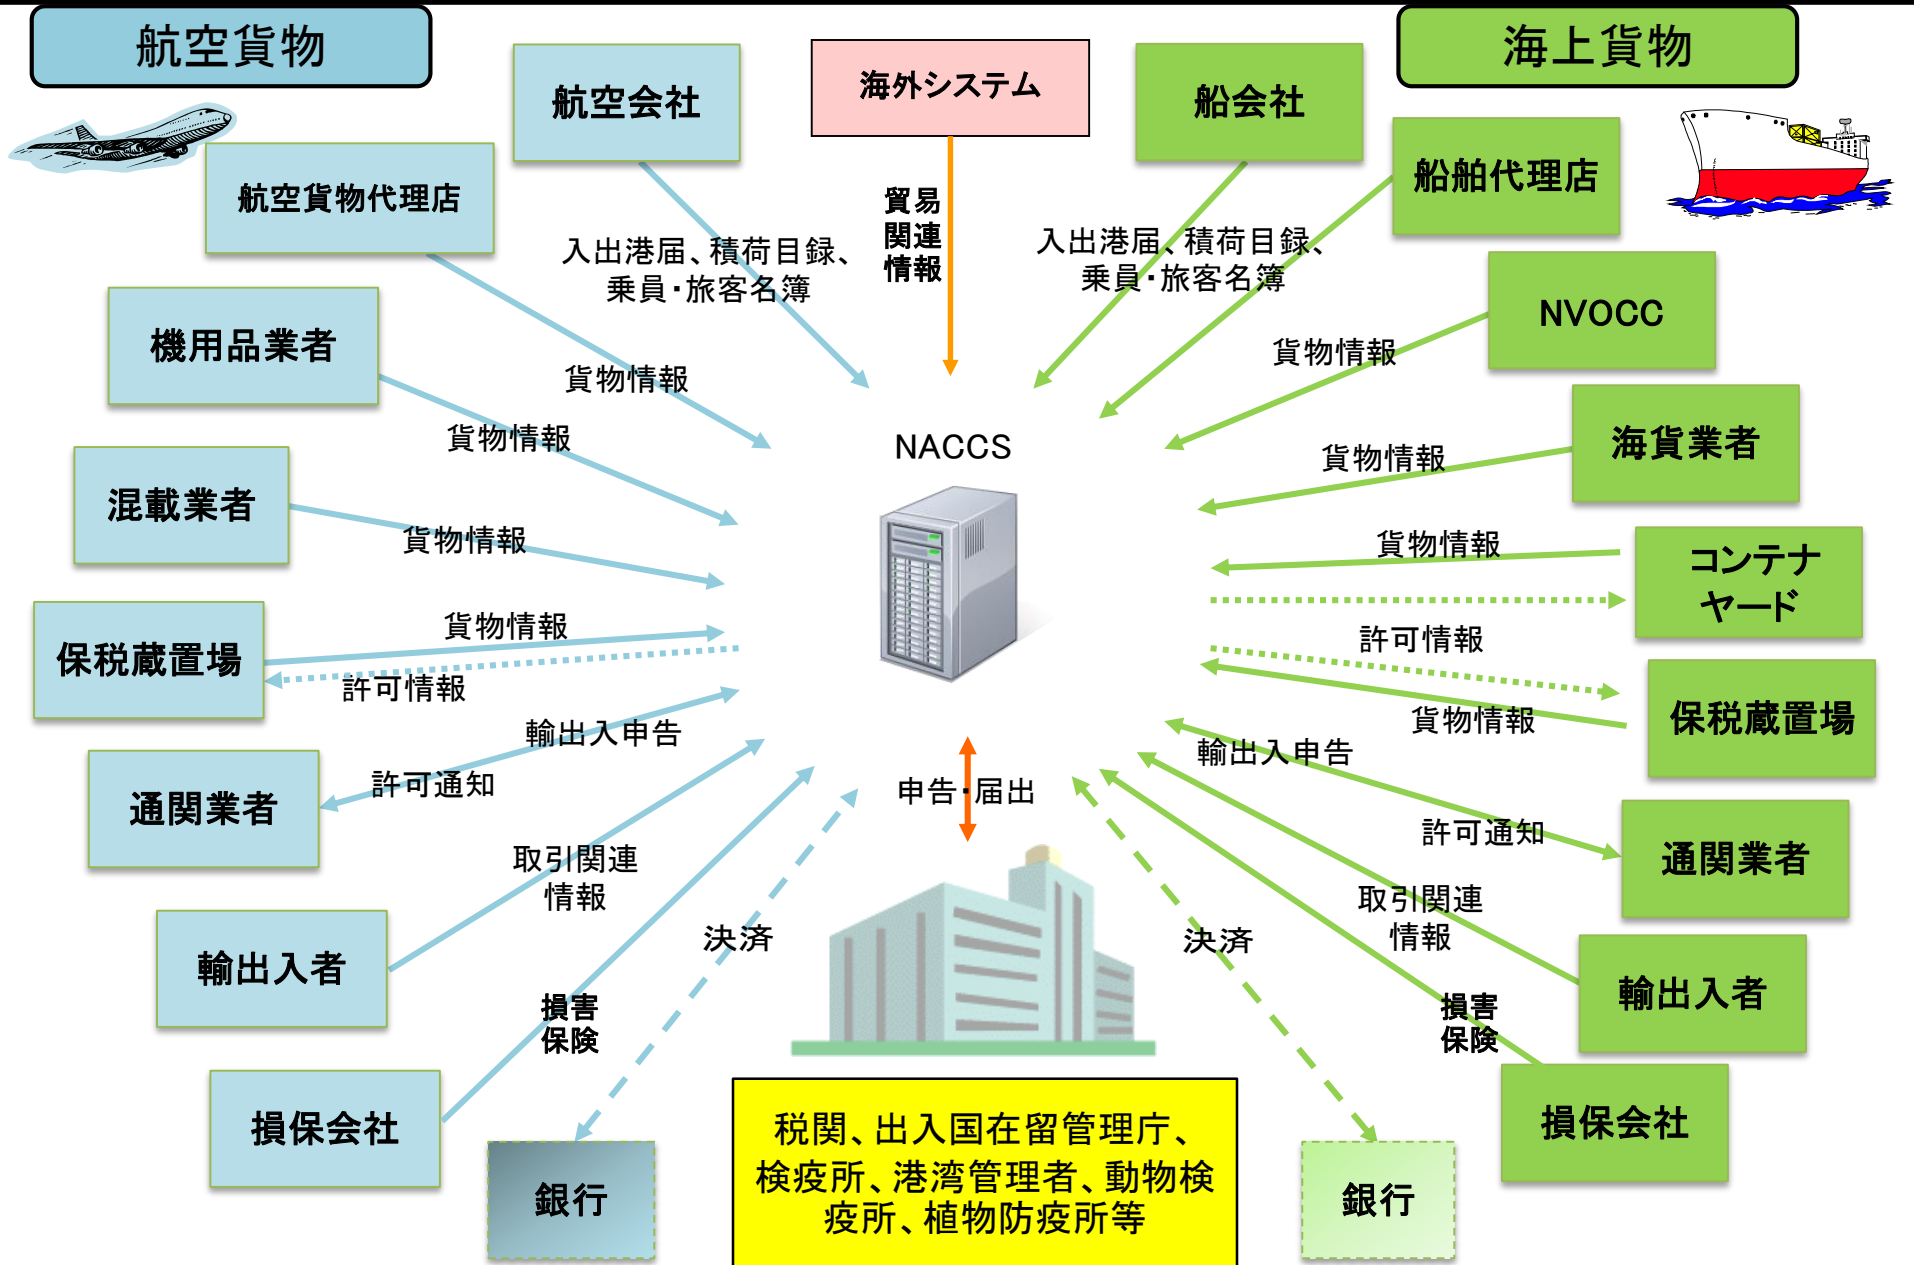 航空貨物
海上貨物
航空会社
海外システム
船会社
航空貨物代理店
船舶代理店
貿易
関連
情報
入出港届、積荷目録、
乗員・旅客名簿
入出港届、積荷目録、
乗員・旅客名簿
機用品業者
NVOCC
貨物情報
貨物情報
貨物情報
NACCS
海貨業者
貨物情報
混載業者
貨物情報
貨物情報
コンテナ
ヤード
保税蔵置場
貨物情報
許可情報
許可情報
貨物情報
保税蔵置場
輸出入申告
許可通知
通関業者
申告・届出
輸出入申告
許可通知
通関業者
取引関連
情報
取引関連
情報
決済
決済
輸出入者
輸出入者
損害
保険
損害
保険
損保会社
損保会社
銀行
税関、出入国在留管理庁、
検疫所、港湾管理者、動物検
疫所、植物防疫所等
銀行